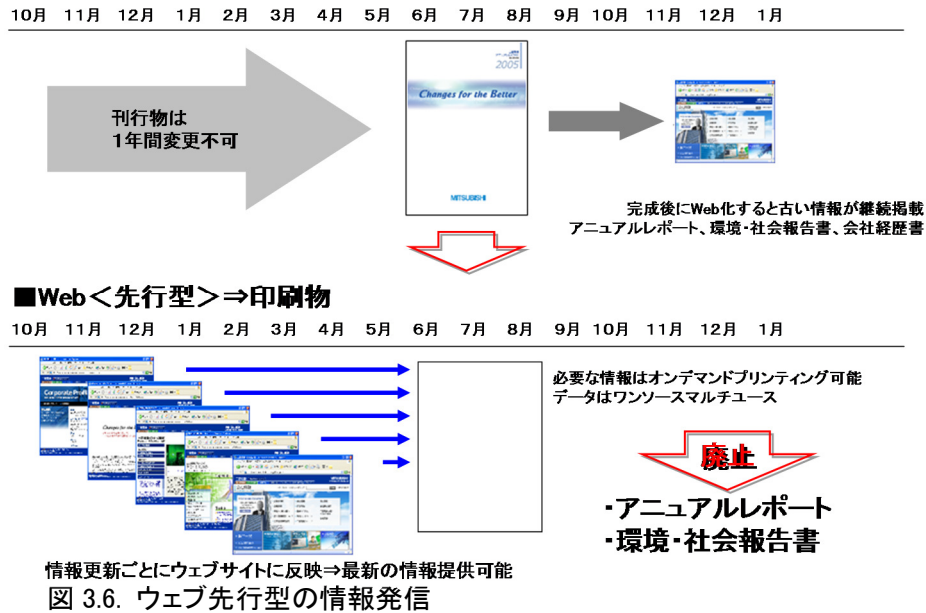 10月 11月 12月 1月 2月 3月 4月 5月 6月 7月 8月 9月 10月 11月 12月 1月
刊行物は
1年間変更不可
2005
Changes for the Better
MITSUBISHI
完成後にWeb化すると古い情報が継続掲載
アニュアルレポート、環境・社会報告書、会社経歴書
■Web＜先行型＞⇒印刷物
10月 11月 12月 1月 2月 3月 4月 5月 6月 7月 8月 9月 10月 11月 12月 1月
Corporate Profi
Changes for the
必要な情報はオンデマンドプリンティング可能
データはワンソースマルチユース
廃止
・アニュアルレポート
・環境・社会報告書
情報更新ごとにウェブサイトに反映⇒最新の情報提供可能
図 3.6. ウェブ先行型の情報発信